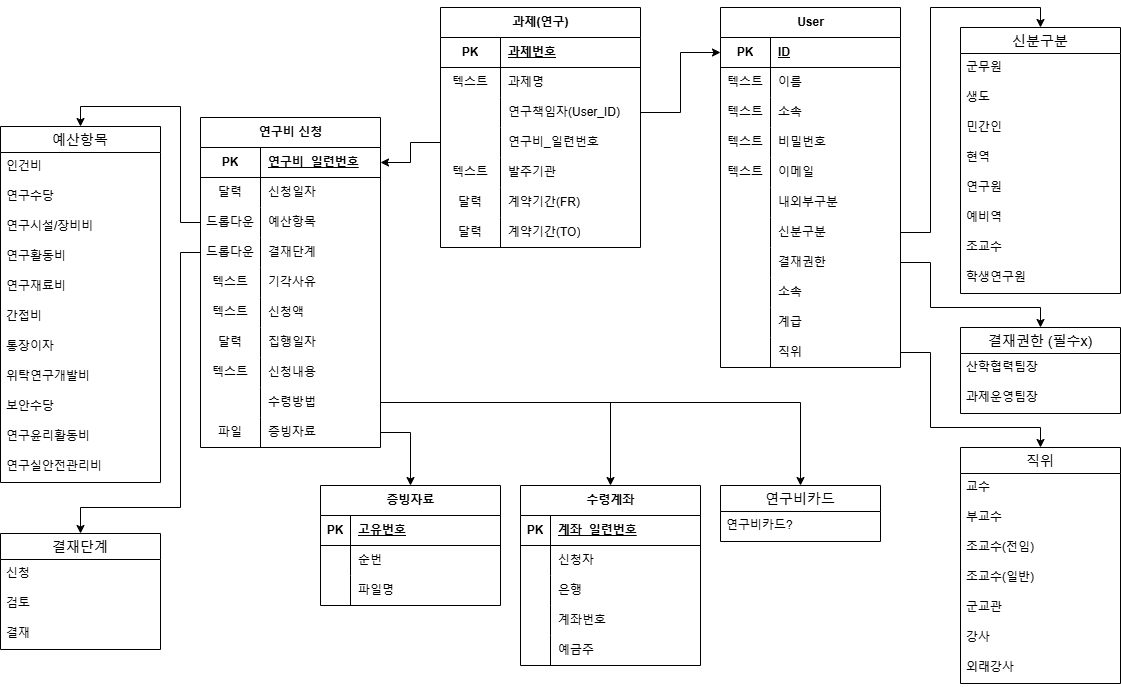 과제(연구)
PK 과제번호
텍스트 과제명
연구책임자(User_ID)
연구비_일련번호
텍스트 발주기관
달력 계약기간(FR)
달력 계약기간(TO)
User
PK ID
텍스트 이름
텍스트 소속
텍스트 비밀번호
텍스트 이메일
내외부구분
신분구분
결재권한
소속
계급
직위
신분구분
군무원
생도
민간인
현역
연구원
예비역
조교수
학생연구원
예산항목
인건비
연구수당
연구시설/장비비
연구활동비
연구재료비
간접비
통장이자
위탁연구개발비
보안수당
연구윤리활동비
연구실안전관리비
연구비 신청
PK 연구비_일련번호
달력 신청일자
드롭다운 예산항목
드롭다운 결재단계
텍스트 기각사유
텍스트 신청액
달력 집행일자
텍스트 신청내용
수령방법
파일 증빙자료
결재권한 (필수x)
산학협력팀장
과제운영팀장
직위
교수
부교수
조교수(전임)
조교수(일반)
군교관
강사
외래강사
결재단계
신청
검토
결재
증빙자료
PK 고유번호
순번
파일명
수령계좌
PK 계좌_일련번호
신청자
은행
계좌번호
예금주
연구비카드
연구비카드?